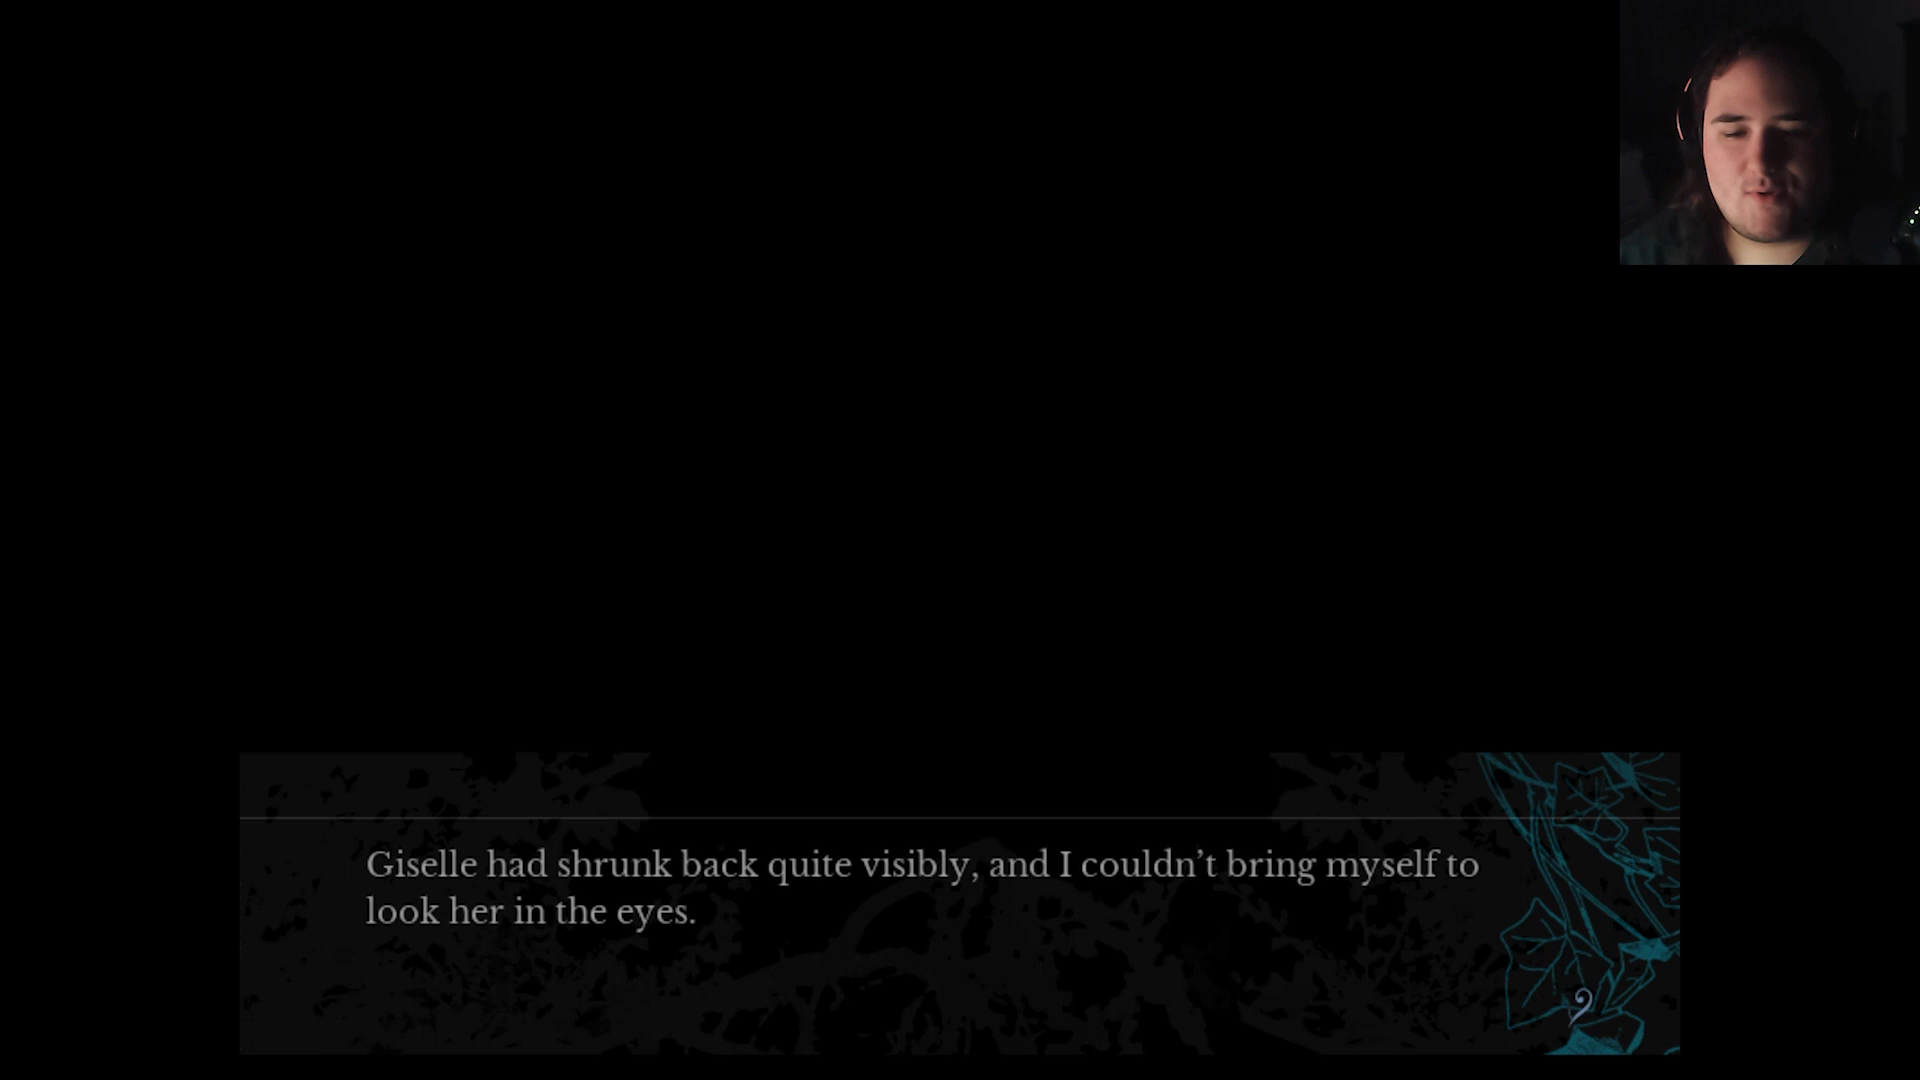 Giselle had shrunk back quite visibly, and I couldn’t bring myself to
look her in the eyes.